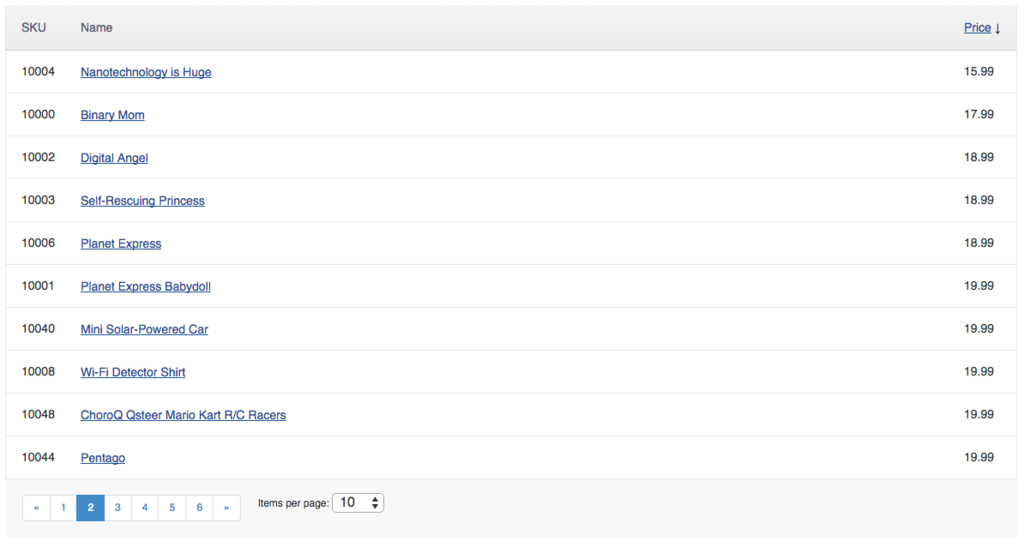 SKU Name Price ↓
10004 Nanotechnology is Huge 15.99
10000 Binary Mom 17.99
10002 Digital Angel 18.99
10003 Self-Rescuing Princess 18.99
10006 Planet Express 18.99
10001 Planet Express Babydoll 19.99
10040 Mini Solar-Powered Car 19.99
10008 Wi-Fi Detector Shirt 19.99
10048 ChoroQ Qsteer Mario Kart R/C Racers 19.99
10044 Pentago 19.99
« 1 2 3 4 5 6 » Items per page: 10